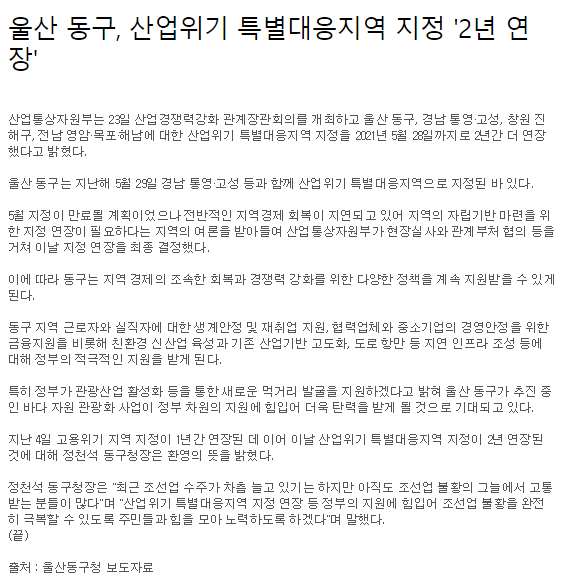 울산 동구, 산업위기 특별대응지역 지정 '2년 연
장'
산업통상자원부는 23일 산업경쟁력강화 관계장관회의를 개최하고 울산 동구, 경남 통영·고성, 창원 진
해구, 전남 영암·목포·해남에 대한 산업위기 특별대응지역 지정을 2021년 5월 28일까지로 2년간 더 연장
했다고 밝혔다.
울산 동구는 지난해 5월 29일 경남 통영·고성 등과 함께 산업위기 특별대응지역으로 지정된 바 있다.
5월 지정이 만료될 계획이었으나 전반적인 지역경제 회복이 지연되고 있어 지역의 자립기반 마련을 위
한 지정 연장이 필요하다는 지역의 여론을 받아들여 산업통상자원부가 현장실사와 관계부처 협의 등을
거쳐 이날 지정 연장을 최종 결정했다.
이에 따라 동구는 지역 경제의 조속한 회복과 경쟁력 강화를 위한 다양한 정책을 계속 지원받을 수 있게
된다.
동구 지역 근로자와 실직자에 대한 생계안정 및 재취업 지원, 협력업체와 중소기업의 경영안정을 위한
금융지원을 비롯해 친환경 신산업 육성과 기존 산업기반 고도화, 도로 항만 등 지연 인프라 조성 등에
대해 정부의 적극적인 지원을 받게 된다.
특히 정부가 관광산업 활성화 등을 통한 새로운 먹거리 발굴을 지원하겠다고 밝혀 울산 동구가 추진 중
인 바다 자원 관광화 사업이 정부 차원의 지원에 힘입어 더욱 탄력을 받게 될 것으로 기대되고 있다.
지난 4일 고용위기 지역 지정이 1년간 연장된 데 이어 이날 산업위기 특별대응지역 지정이 2년 연장된
것에 대해 정천석 동구청장은 환영의 뜻을 밝혔다.
정천석 동구청장은 "최근 조선업 수주가 차츰 늘고 있기는 하지만 아직도 조선업 불황의 그늘에서 고통
받는 분들이 많다"며 "산업위기 특별대응지역 지정 연장 등 정부의 지원에 힘입어 조선업 불황을 완전
히 극복할 수 있도록 주민들과 힘을 모아 노력하도록 하겠다"며 말했다.
(끝)
출처 : 울산동구청 보도자료